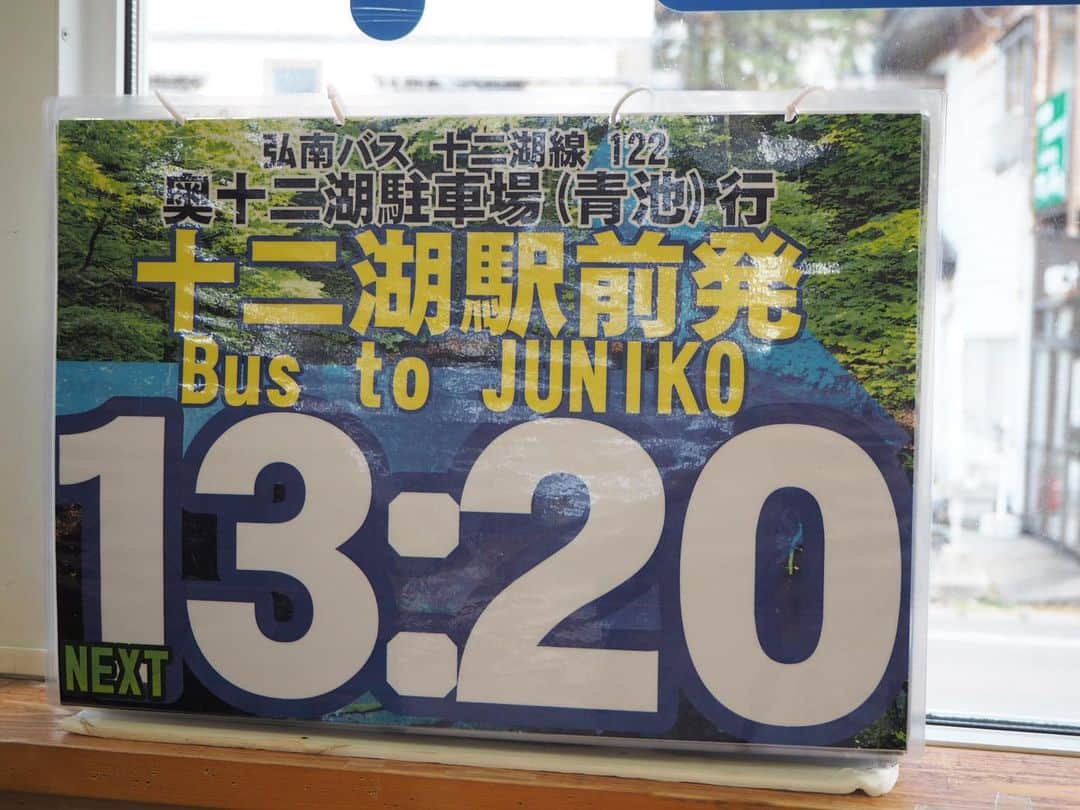 弘南バス 十二湖線 122
奥十二湖駐車場(青池)行
十二湖駅前発
Bus to JUNIKO
13:20
NEXT